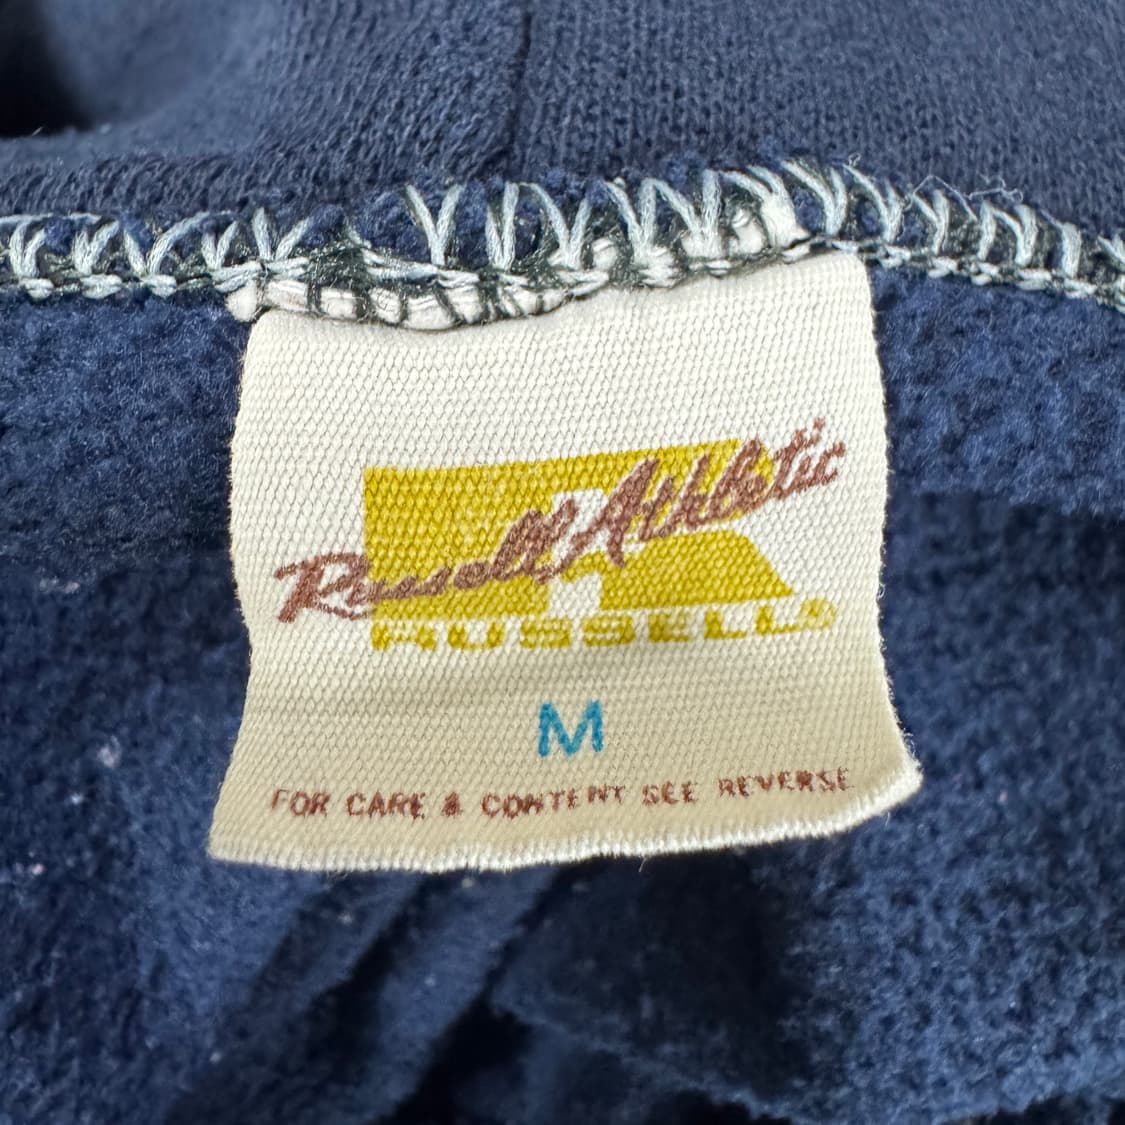 Russell Athletic
RUSSELL®
M
FOR CARE & CONTENT SEE REVERSE